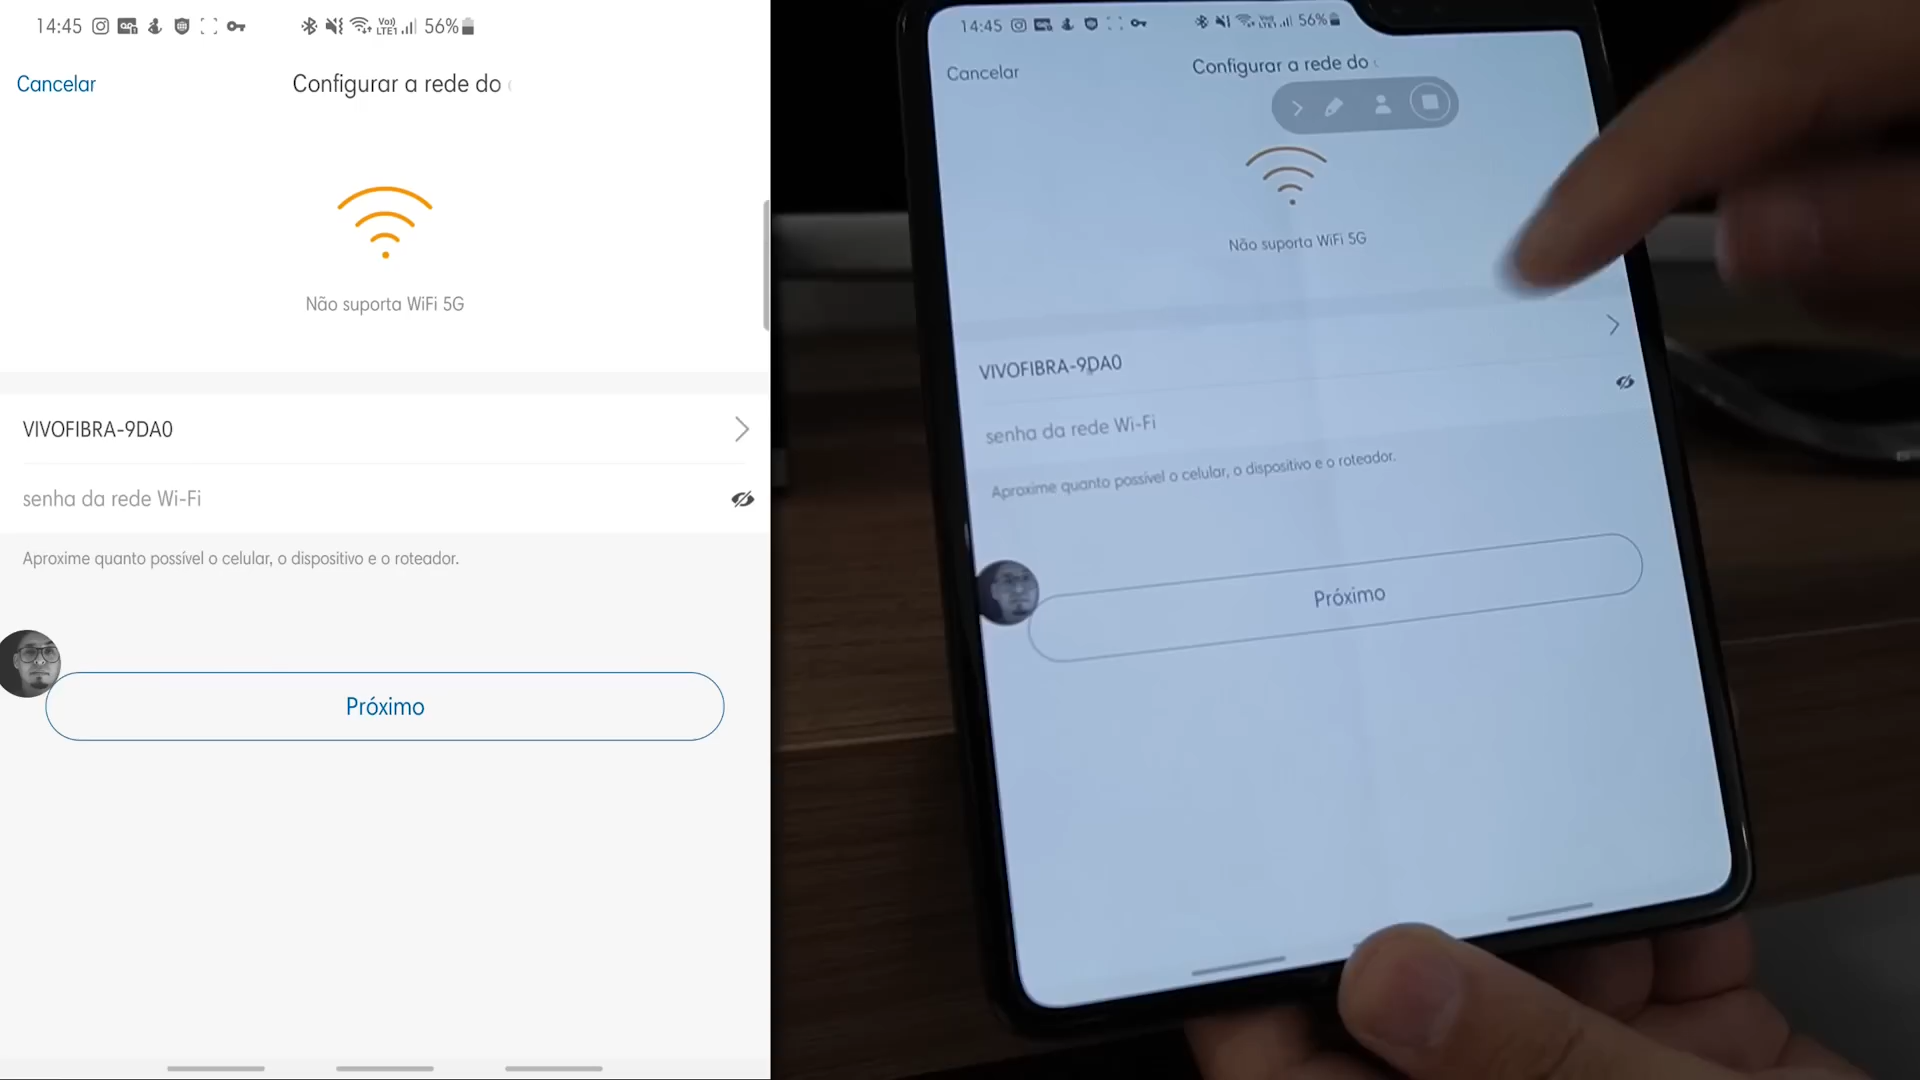 14:45 56%
Cancelar
Configurar a rede do
Não suporta WiFi 5G
VIVOFIBRA-9DA0
senha da rede Wi-Fi
Aproxime quanto possível o celular, o dispositivo e o roteador.
Próximo
14:45 56%
Cancelar
Configurar a rede do
Não suporta WiFi 5G
VIVOFIBRA-9DA0
senha da rede Wi-Fi
Aproxime quanto possível o celular, o dispositivo e o roteador.
Próximo